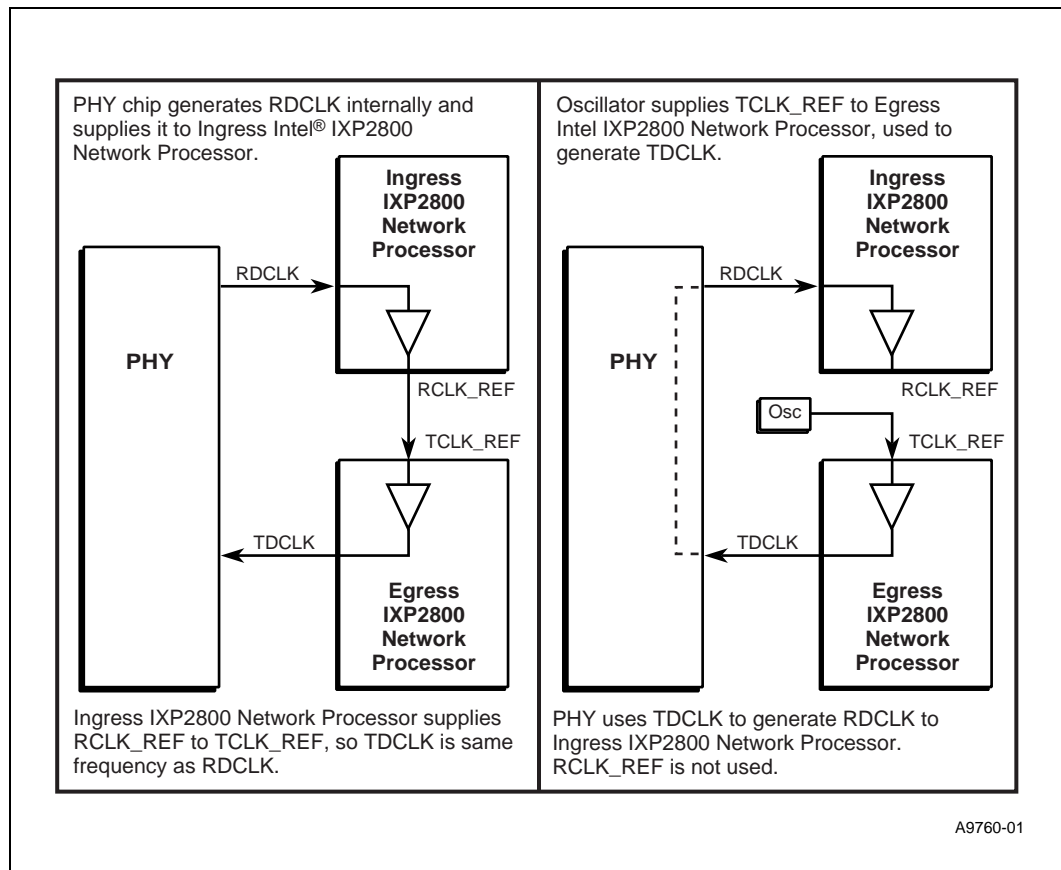 PHY chip generates RDCLK internally and
supplies it to Ingress Intel® IXP2800
Network Processor.
Ingress
IXP2800
Network
Processor
RDCLK
PHY
RCLK_REF
TCLK_REF
TDCLK
Egress
IXP2800
Network
Processor
Ingress IXP2800 Network Processor supplies
RCLK_REF to TCLK_REF, so TDCLK is same
frequency as RDCLK.
Oscillator supplies TCLK_REF to Egress
Intel IXP2800 Network Processor, used to
generate TDCLK.
Ingress
IXP2800
Network
Processor
RDCLK
PHY
RCLK_REF
Osc
TCLK_REF
TDCLK
Egress
IXP2800
Network
Processor
PHY uses TDCLK to generate RDCLK to
Ingress IXP2800 Network Processor.
RCLK_REF is not used.
A9760-01